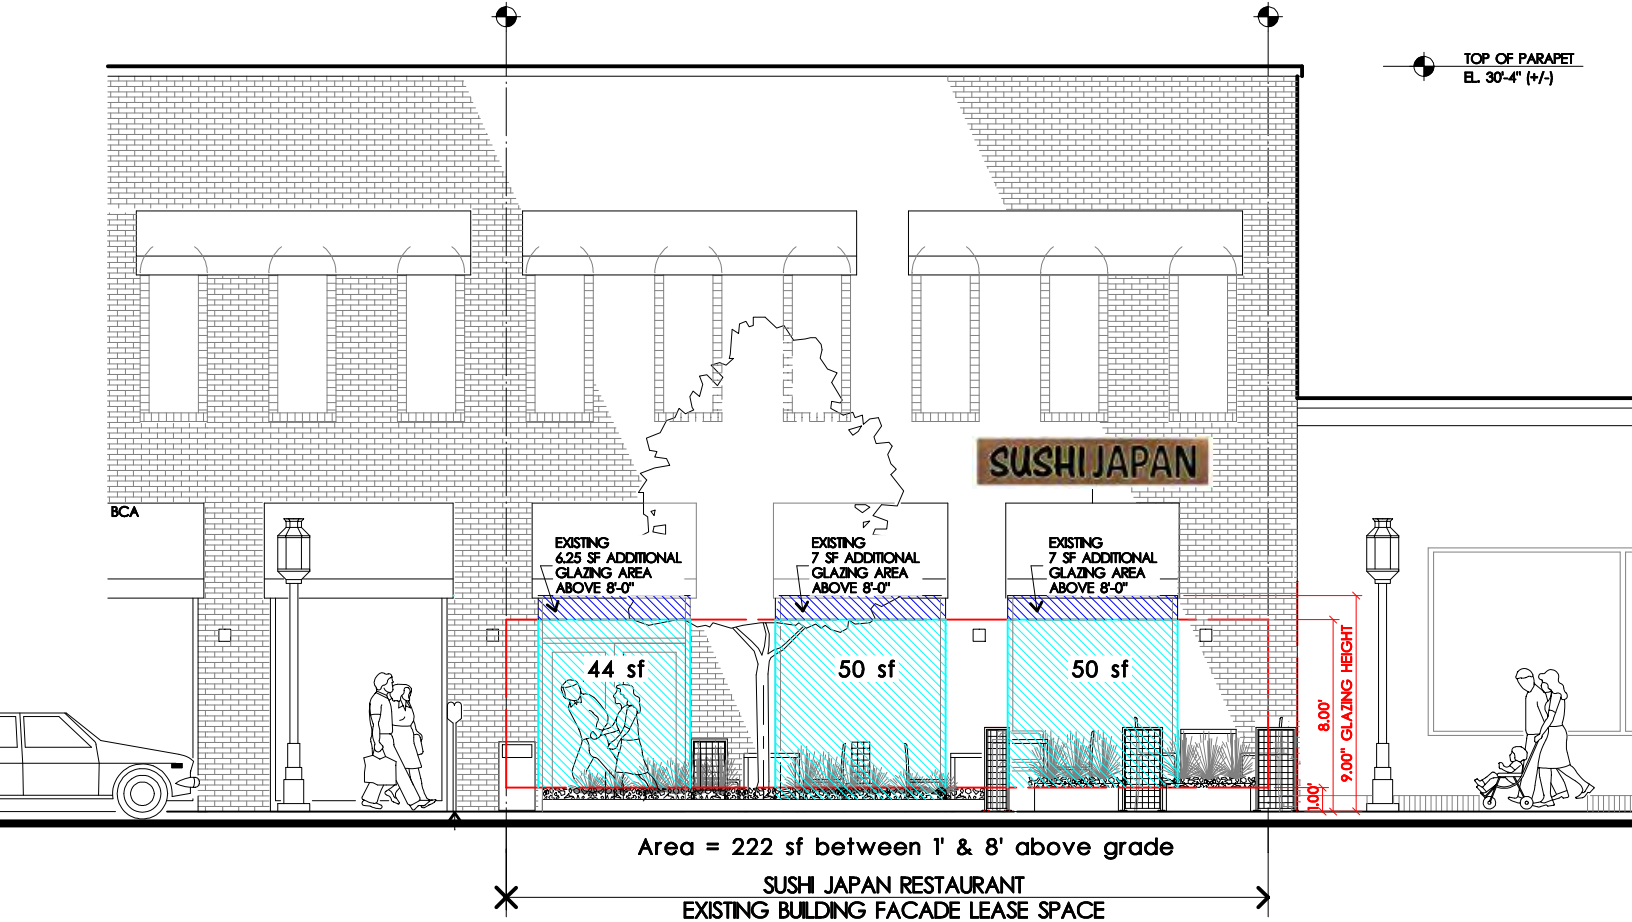 TOP OF PARAPET
EL. 30'-4" (+/-)
SUSHI JAPAN
BCA
EXISTING
6.25 SF ADDITIONAL
GLAZING AREA
ABOVE 8'-0"
EXISTING
7 SF ADDITIONAL
GLAZING AREA
ABOVE 8'-0"
EXISTING
7 SF ADDITIONAL
GLAZING AREA
ABOVE 8'-0"
44 sf
50 sf
50 sf
8.00'
9.00" GLAZING HEIGHT
1.00'
Area = 222 sf between 1' & 8' above grade
SUSHI JAPAN RESTAURANT
EXISTING BUILDING FACADE LEASE SPACE